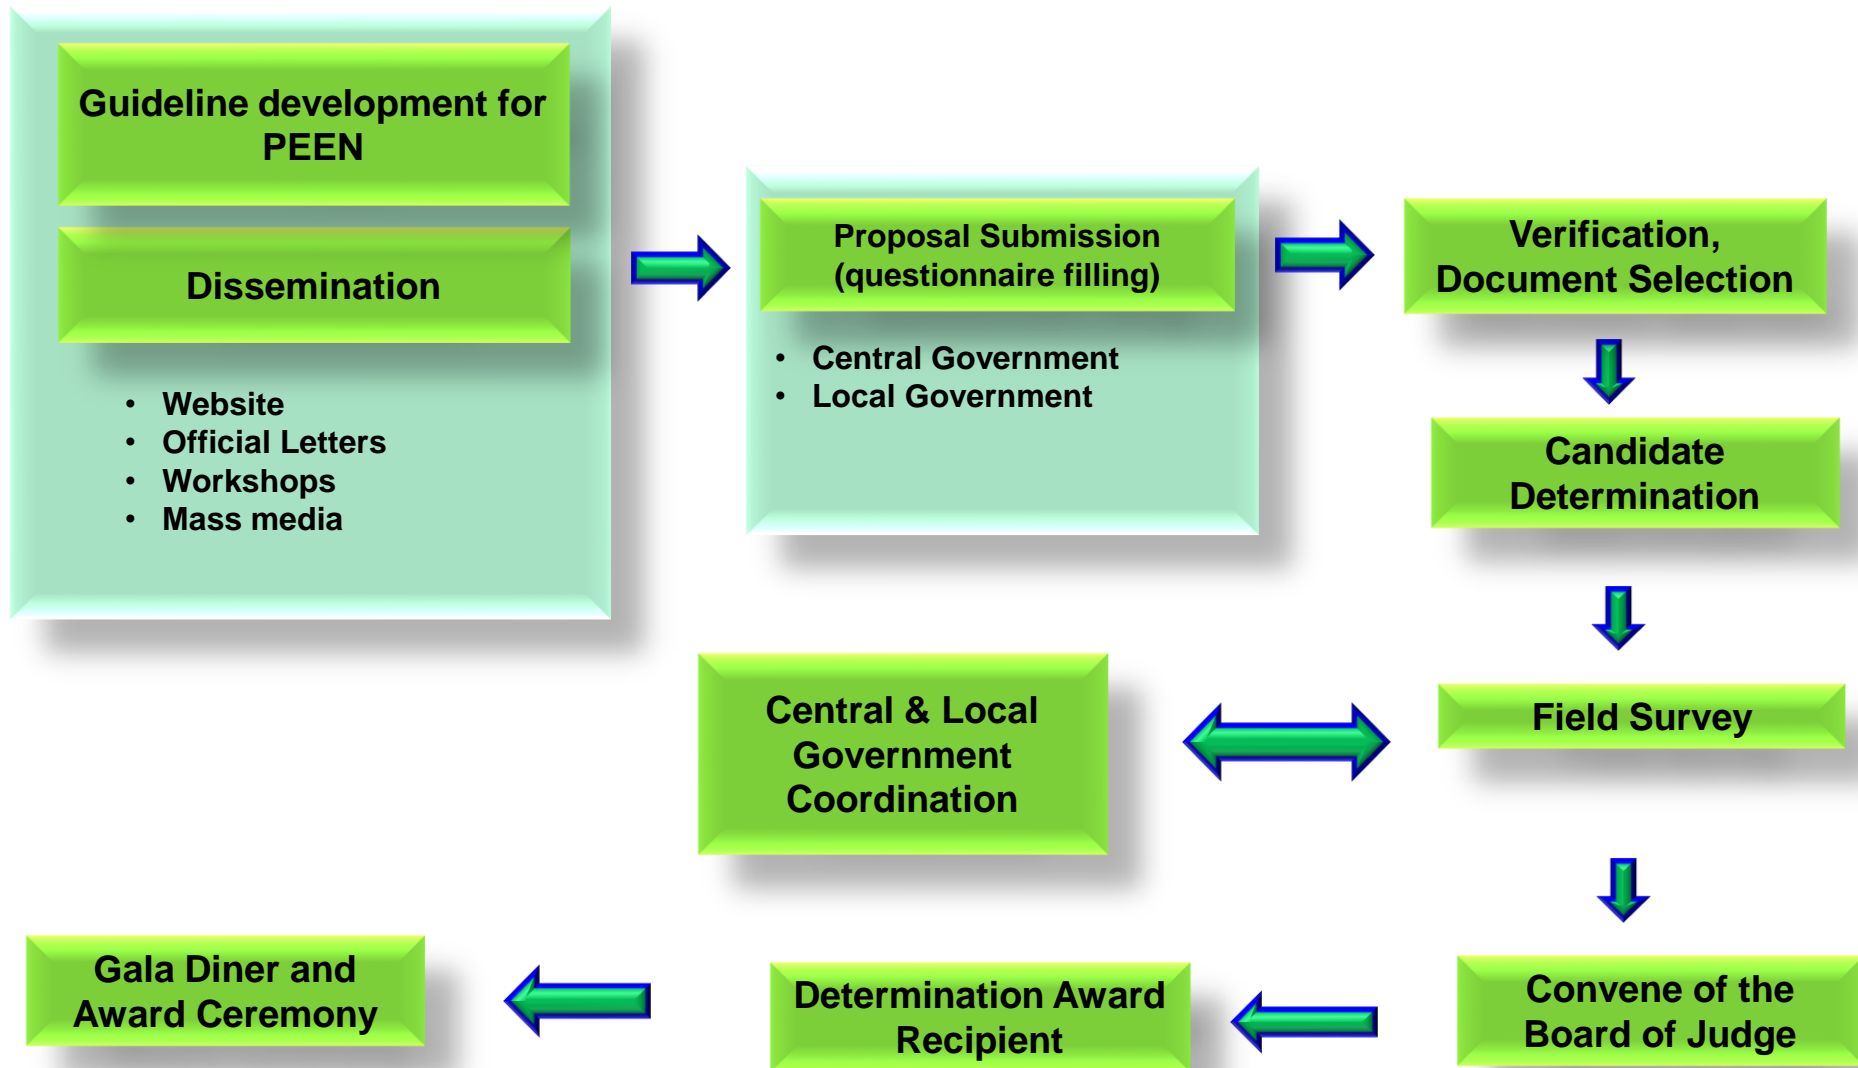 Guideline development for
PEEN
Dissemination
• Website
• Official Letters
• Workshops
• Mass media
Proposal Submission
(questionnaire filling)
• Central Government
• Local Government
Verification,
Document Selection
Candidate
Determination
Field Survey
Central & Local
Government
Coordination
Convene of the
Board of Judge
Determination Award
Recipient
Gala Diner and
Award Ceremony